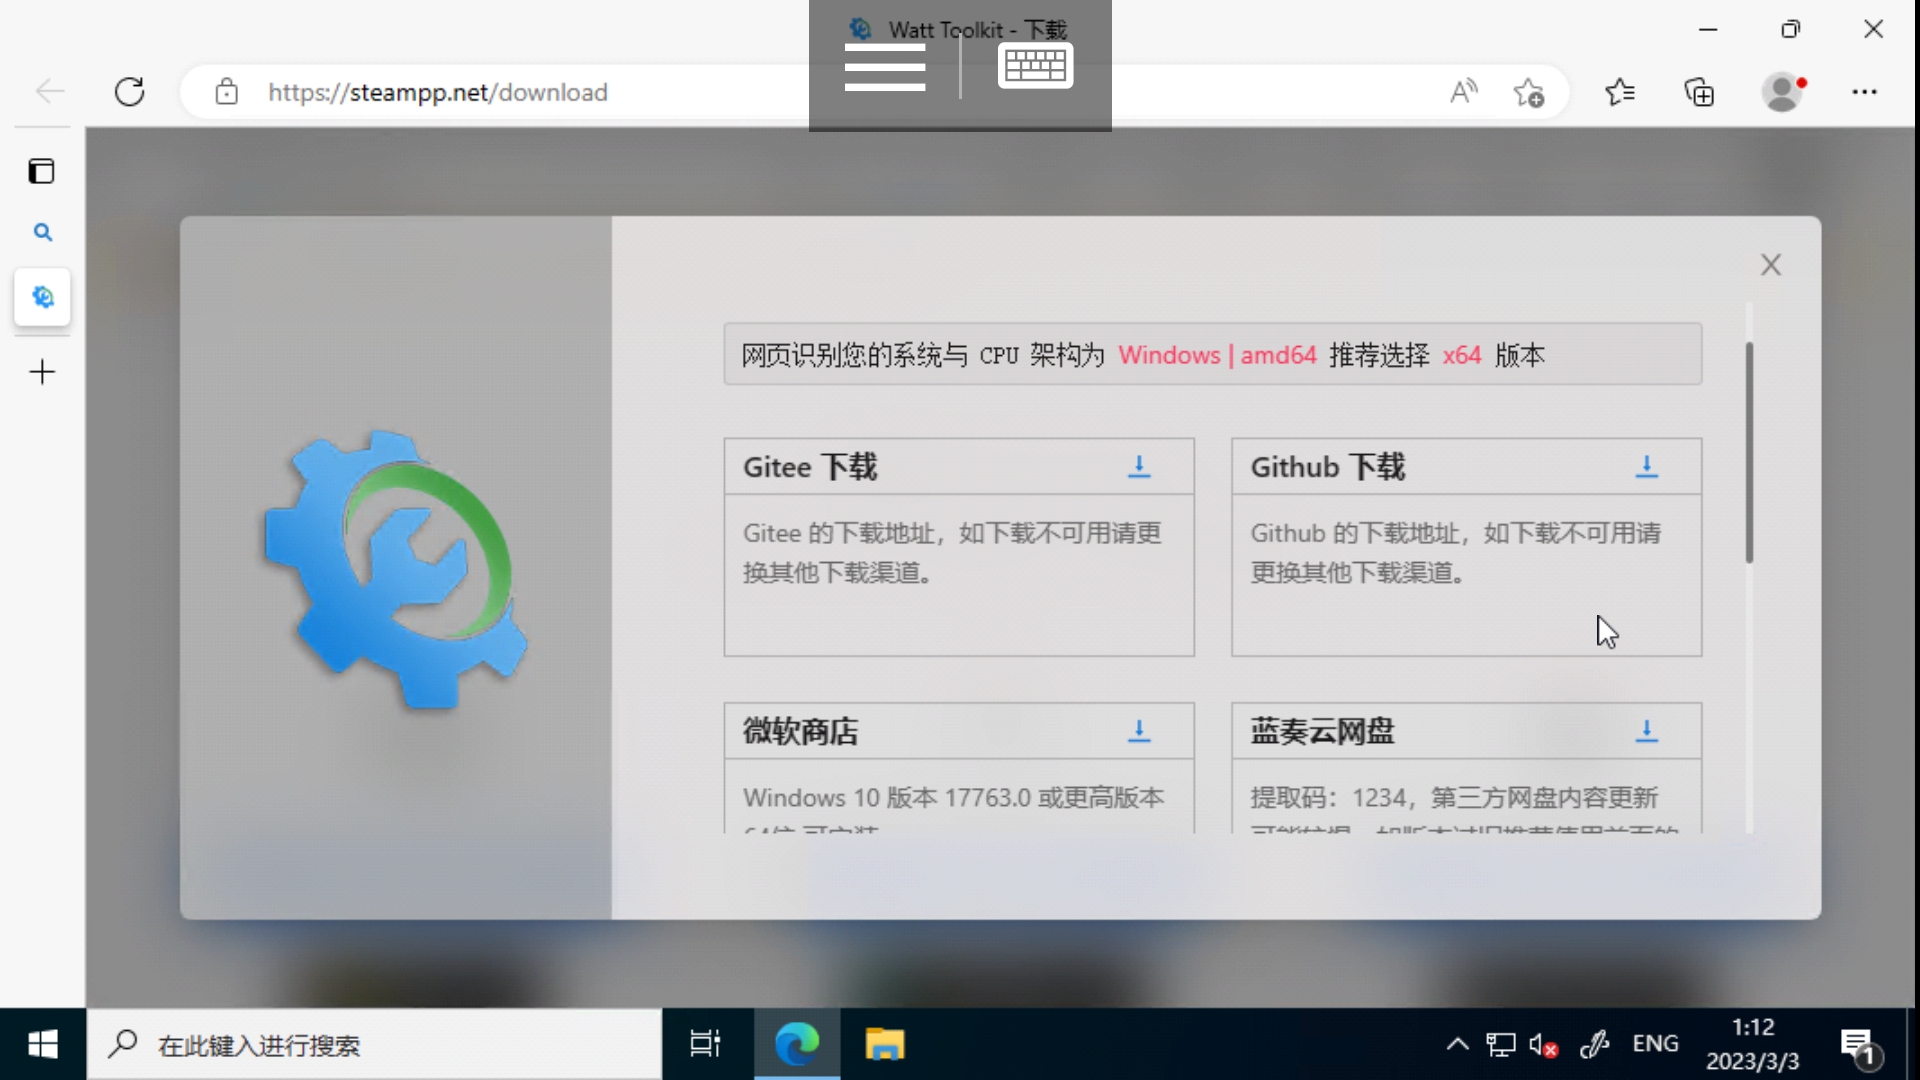 Watt Toolkit - 下载
https://steampp.net/download
网页识别您的系统与 CPU 架构为 Windows | amd64 推荐选择 x64 版本
Gitee 下载
Gitee 的下载地址，如下载不可用请更
换其他下载渠道。
Github 下载
Github 的下载地址，如下载不可用请
更换其他下载渠道。
微软商店
Windows 10 版本 17763.0 或更高版本
蓝奏云网盘
提取码：1234，第三方网盘内容更新
在此键入进行搜索
ENG
1:12
2023/3/3
1